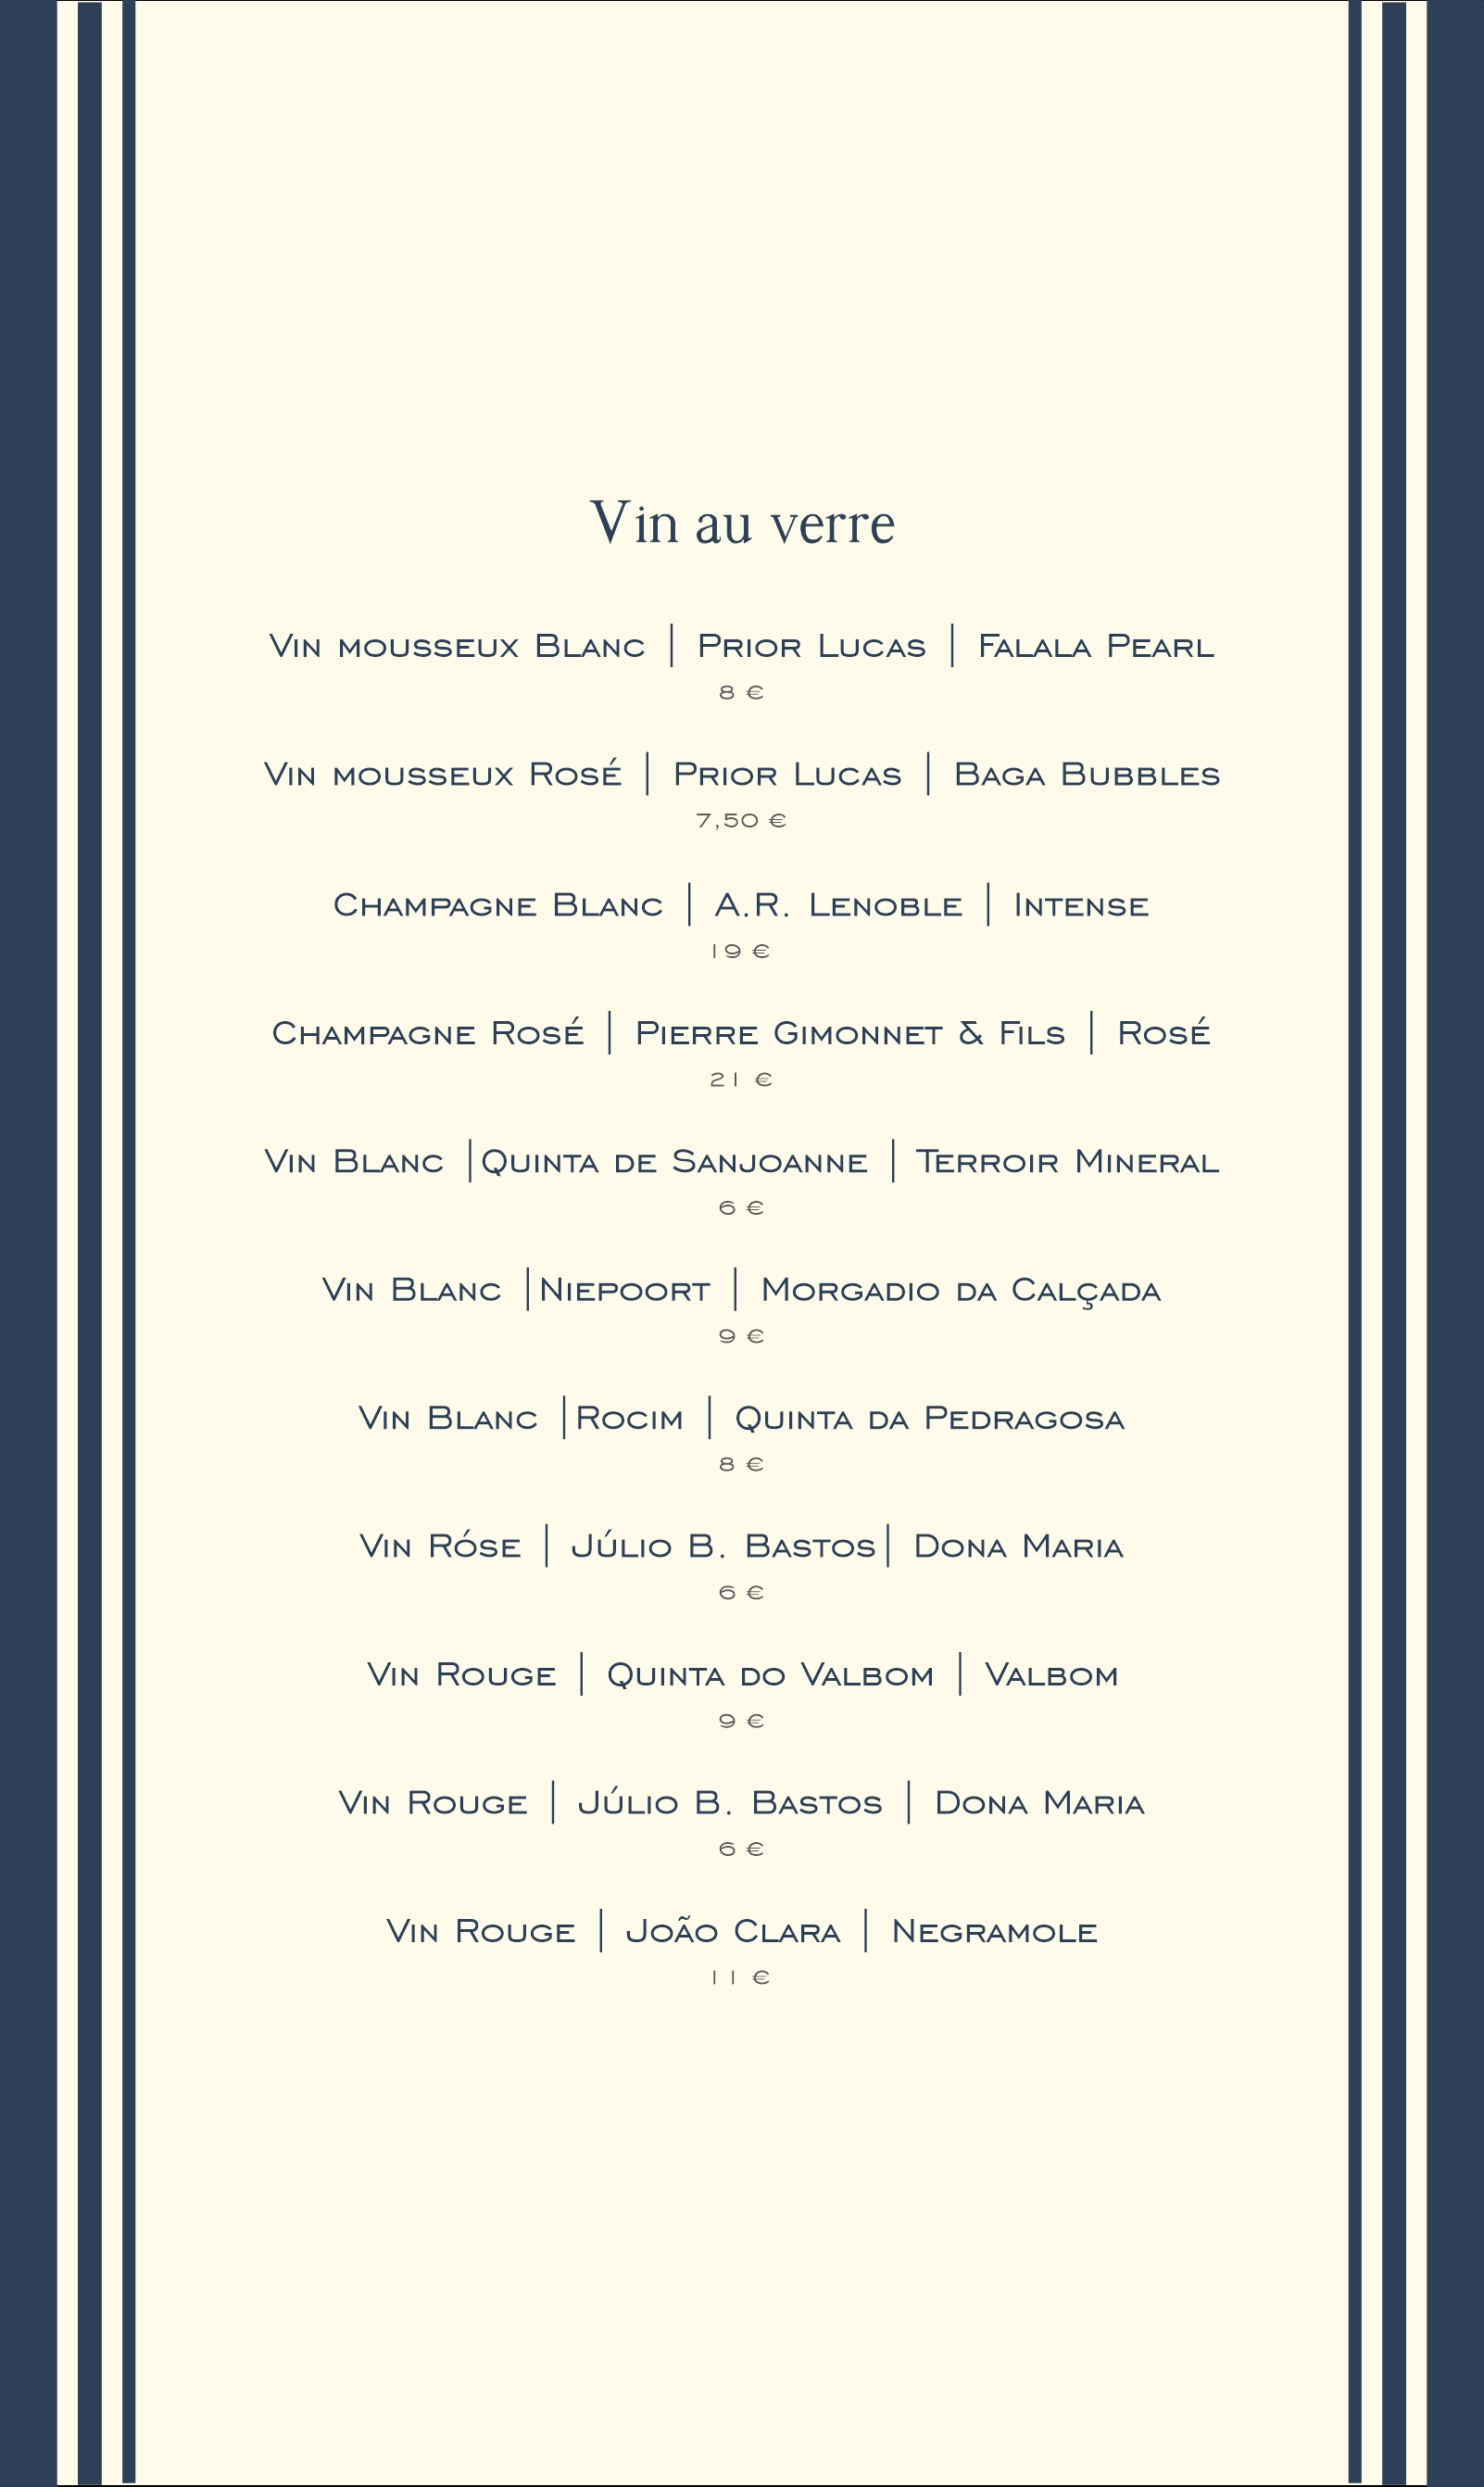 Vin au verre
Vin mousseux Blanc | Prior Lucas | Falala Pearl
8 €
Vin mousseux Rosé | Prior Lucas | Baga Bubbles
7,50 €
Champagne Blanc | A.R. Lenoble | Intense
19 €
Champagne Rosé | Pierre Gimonnet & Fils | Rosé
21 €
Vin Blanc |Quinta de Sanjoanne | Terroir Mineral
6 €
Vin Blanc |Niepoort | Morgadio da Calçada
9 €
Vin Blanc |Rocim | Quinta da Pedragosa
8 €
Vin Róse | Júlio B. Bastos| Dona Maria
6 €
Vin Rouge | Quinta do Valbom | Valbom
9 €
Vin Rouge | Júlio B. Bastos | Dona Maria
6 €
Vin Rouge | João Clara | Negramole
11 €